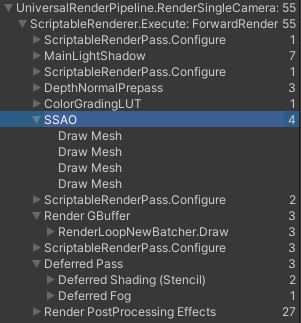 UniversalRenderPipeline.RenderSingleCamera: 55
ScriptableRenderer.Execute: ForwardRender 55
ScriptableRenderPass.Configure 1
MainLightShadow 7
ScriptableRenderPass.Configure 1
DepthNormalPrepass 3
ColorGradingLUT 1
SSAO 4
Draw Mesh
Draw Mesh
Draw Mesh
Draw Mesh
ScriptableRenderPass.Configure 2
Render GBuffer 3
RenderLoopNewBatcher.Draw 3
ScriptableRenderPass.Configure 3
Deferred Pass 3
Deferred Shading (Stencil) 2
Deferred Fog 1
Render PostProcessing Effects 27